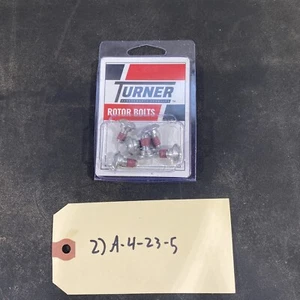 TURNER
ROTOR BOLTS
2) A-4-23-5